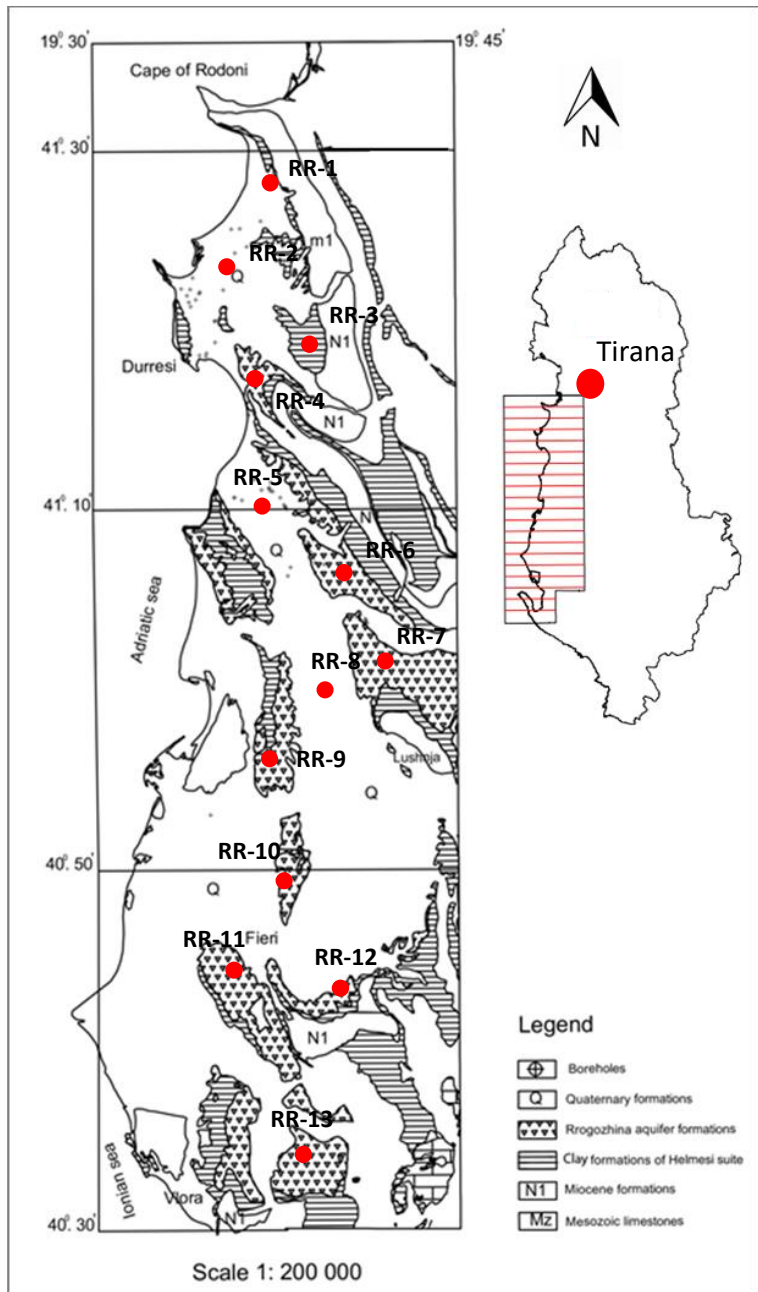 19° 30'
19° 45'
Cape of Rodoni
N
41° 30'
RR-1
m1
RR-2
Q
RR-3
N1
Durresi
Tirana
RR-4
N1
RR-5
41° 10'
N
Q
RR-6
Adriatic sea
RR-7
RR-8
Lushnja
RR-9
Q
RR-10
40° 50'
Q
RR-11
Fieri
RR-12
N1
Legend
Boreholes
Q Quaternary formations
Rrogozhina aquifer formations
Clay formations of Helmesi suite
N1 Miocene formations
Mz Mesozoic limestones
RR-13
Ionian sea
Vlora
N1
40° 30'
Scale 1: 200 000